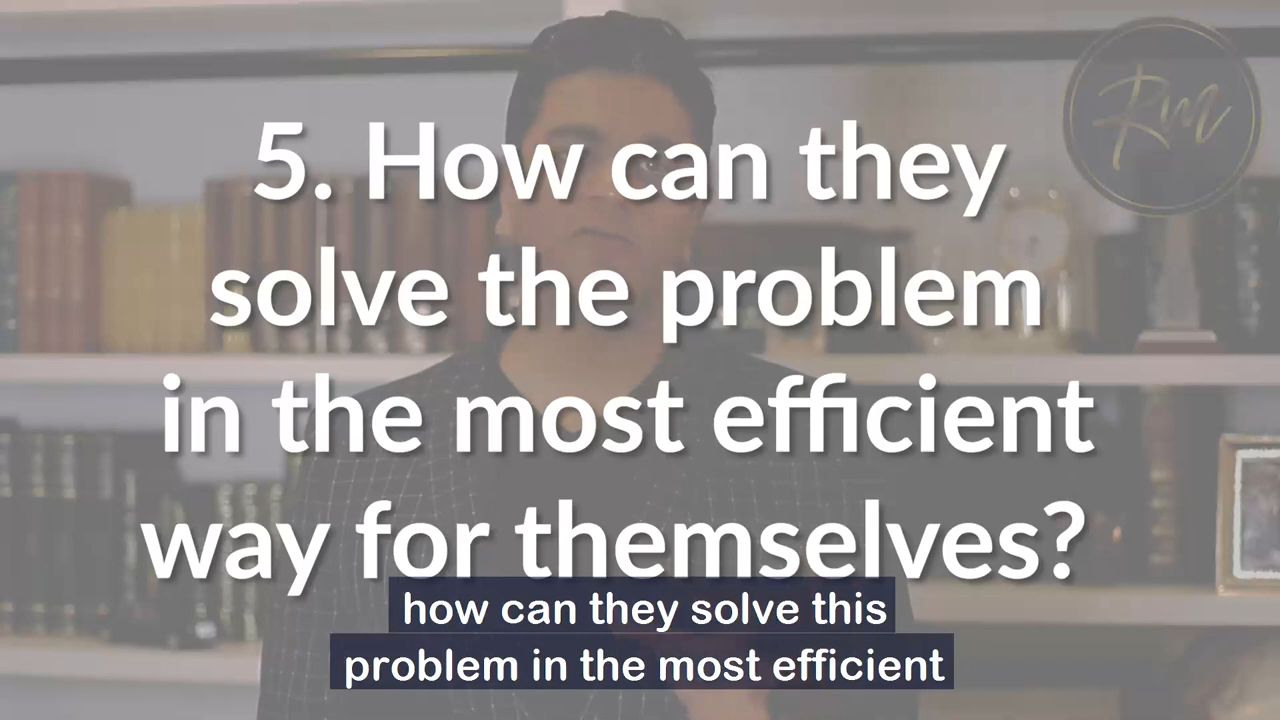 Rm
5. How can they
solve the problem
in the most efficient
way for themselves?
how can they solve this
problem in the most efficient